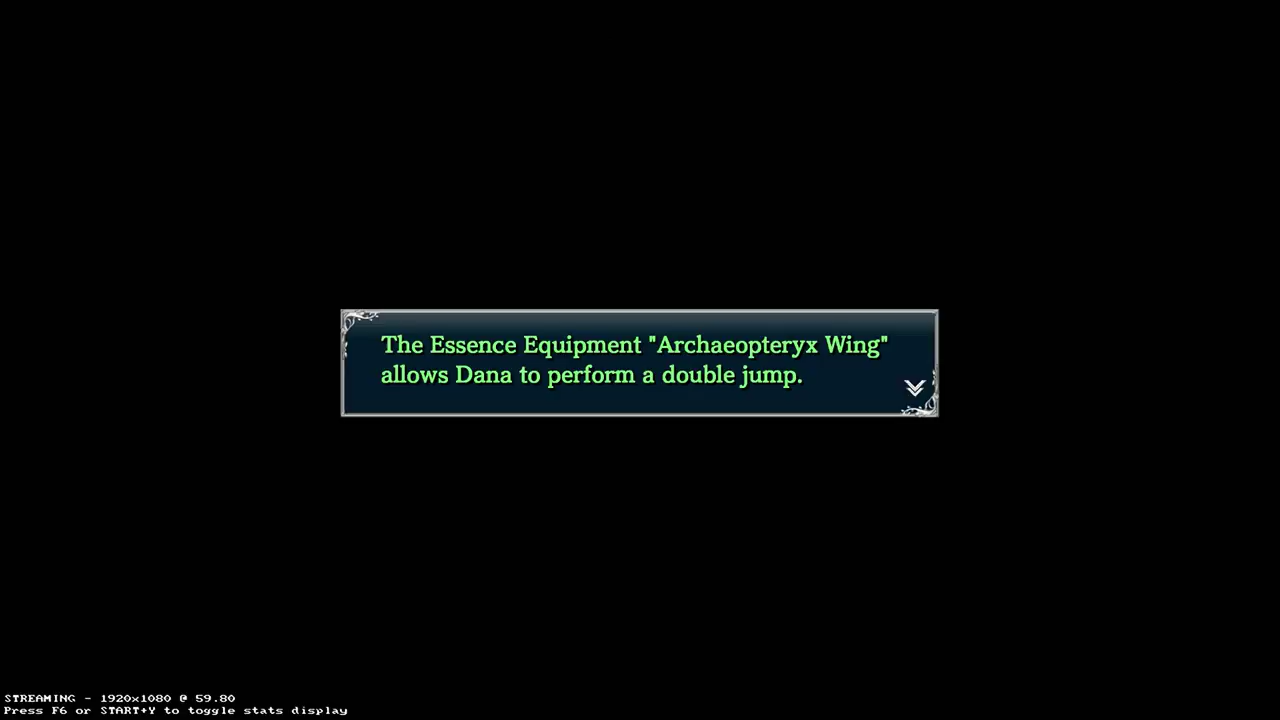 The Essence Equipment "Archaeopteryx Wing"
allows Dana to perform a double jump.
STREAMING - 1920x1080 @ 59.80
Press F6 or START+Y to toggle stats display